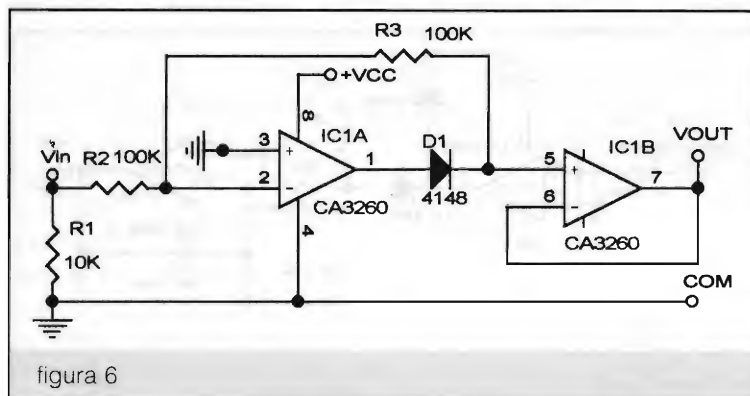 R3 100K
+VCC
8
IC1A
3
+
D1
IC1B
VOUT
Vin
R2 100K
1
5
+
7
2
-
6
-
CA3260
4148
CA3260
R1
10K
4
COM
figura 6